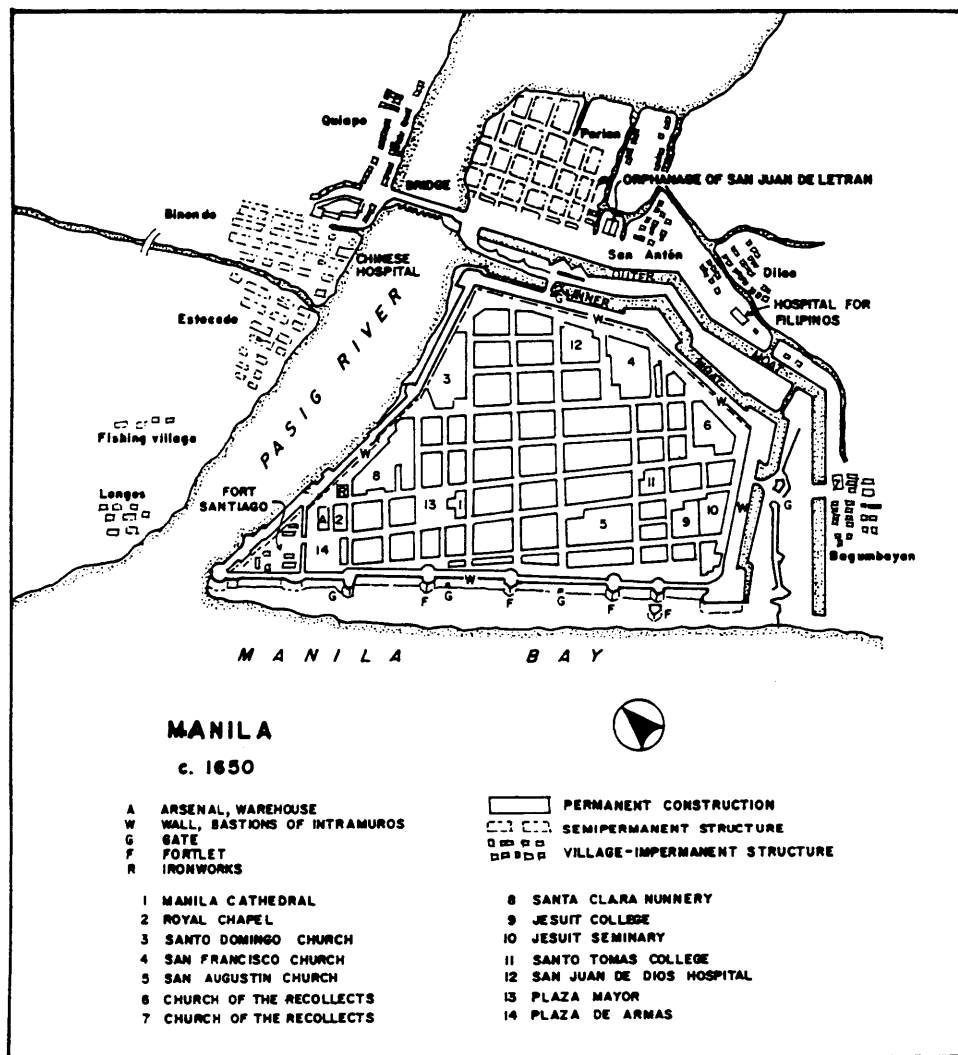 Quiapo
Parian
BRIDGE
ORPHANAGE OF SAN JUAN DE LETRAN
Binondo
San Antón
CHINESE
HOSPITAL
OUTER
Dilao
G
INNER
HOSPITAL FOR
FILIPINOS
Estacado
W
MOAT
PASIG RIVER
12
4
MOAT
3
W
6
Fishing village
W
8
11
Longos
FORT
SANTIAGO
R
13
1
A
2
5
9
10
W
G
14
Bagumbayan
W
G
F
G
F
G
F
F
MANILA BAY
MANILA
c. 1650
A ARSENAL, WAREHOUSE
W WALL, BASTIONS OF INTRAMUROS
G GATE
F FORTLET
R IRONWORKS
PERMANENT CONSTRUCTION
SEMIPERMANENT STRUCTURE
VILLAGE-IMPERMANENT STRUCTURE
1 MANILA CATHEDRAL
2 ROYAL CHAPEL
3 SANTO DOMINGO CHURCH
4 SAN FRANCISCO CHURCH
5 SAN AUGUSTIN CHURCH
6 CHURCH OF THE RECOLLECTS
7 CHURCH OF THE RECOLLECTS
8 SANTA CLARA NUNNERY
9 JESUIT COLLEGE
10 JESUIT SEMINARY
11 SANTO TOMAS COLLEGE
12 SAN JUAN DE DIOS HOSPITAL
13 PLAZA MAYOR
14 PLAZA DE ARMAS